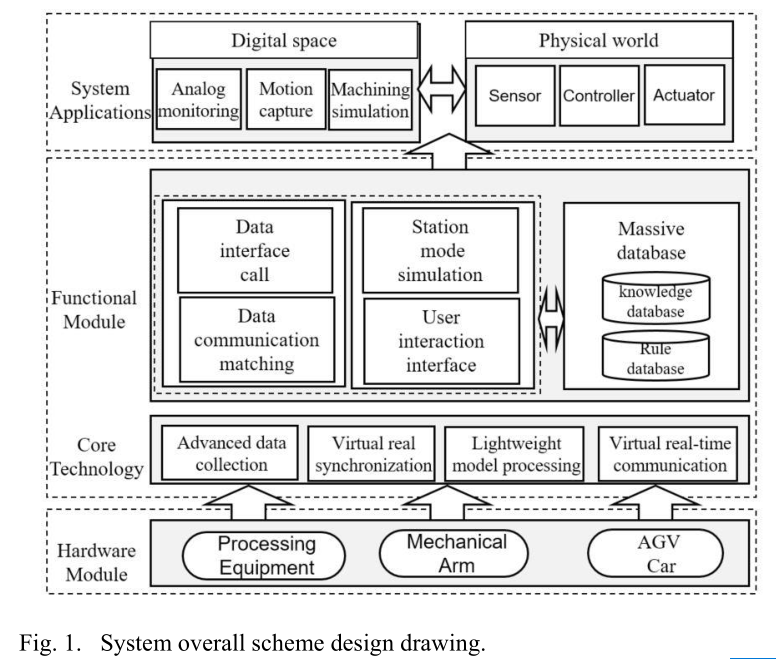 Digital space
Physical world
System
Applications
Analog
monitoring
Motion
capture
Machining
simulation
Sensor
Controller
Actuator
Functional
Module
Data
interface
call
Station
mode
simulation
Data
communication
matching
User
interaction
interface
Massive
database
knowledge
database
Rule
database
Core
Technology
Advanced data
collection
Virtual real
synchronization
Lightweight
model processing
Virtual real-time
communication
Hardware
Module
Processing
Equipment
Mechanical
Arm
AGV
Car
Fig. 1. System overall scheme design drawing.